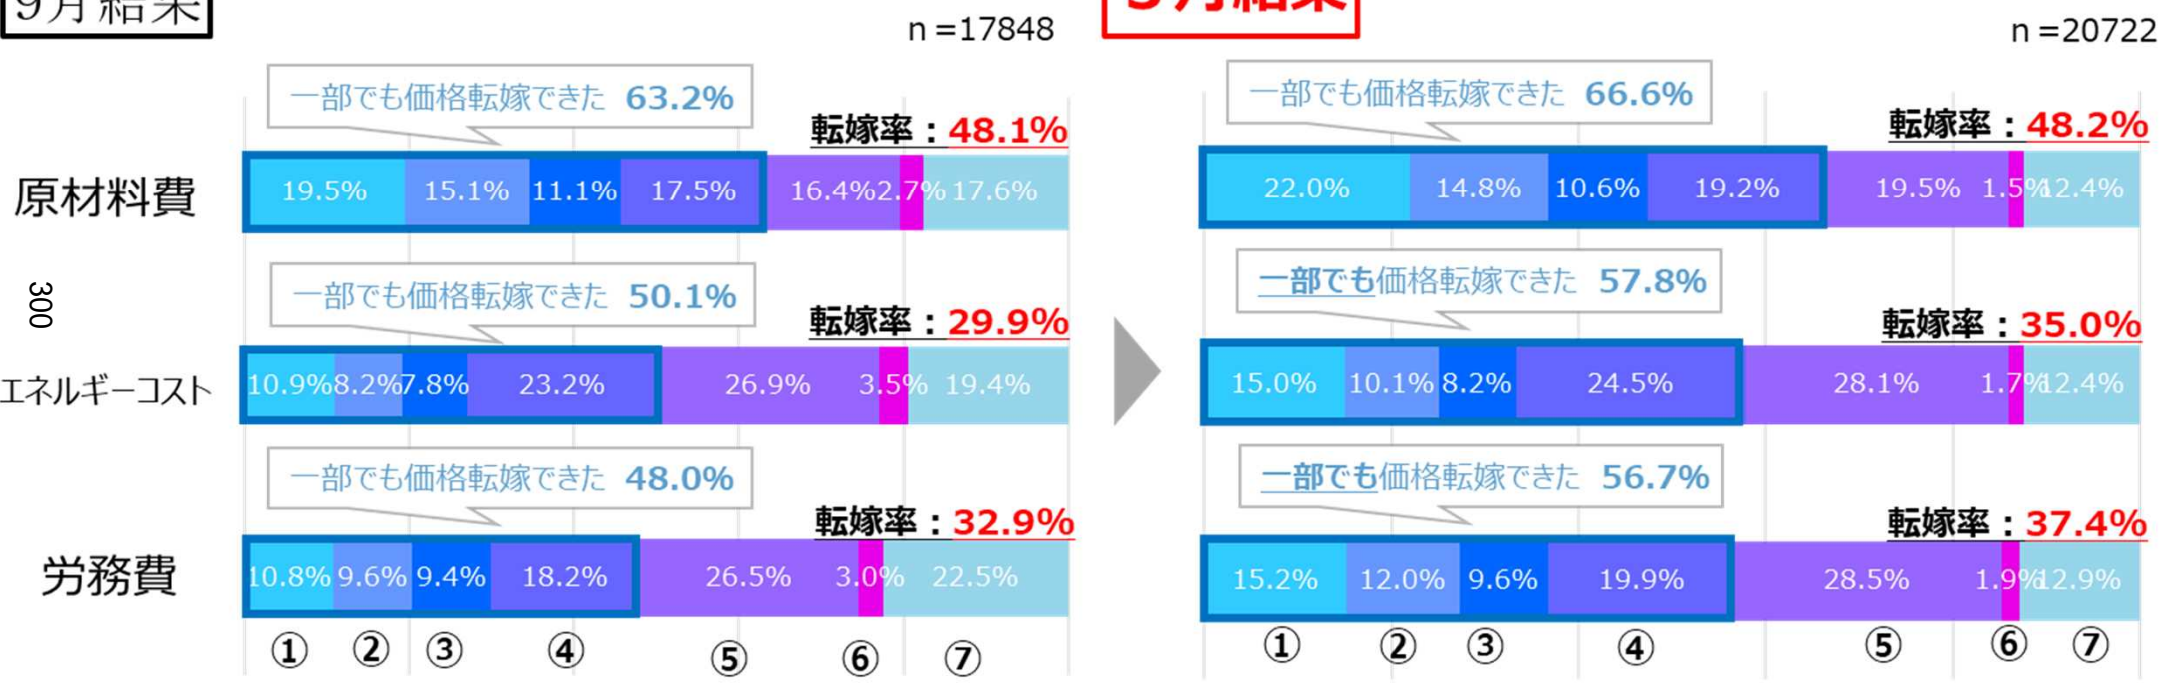 9月結果
n=17848
一部でも価格転嫁できた 63.2%
転嫁率：48.1%
原材料費
19.5% 15.1% 11.1% 17.5% 16.4% 2.7% 17.6%
一部でも価格転嫁できた 50.1%
転嫁率：29.9%
300
エネルギーコスト
10.9% 8.2% 7.8% 23.2% 26.9% 3.5% 19.4%
一部でも価格転嫁できた 48.0%
転嫁率：32.9%
労務費
10.8% 9.6% 9.4% 18.2% 26.5% 3.0% 22.5%
① ② ③ ④ ⑤ ⑥ ⑦
月結果
n=20722
一部でも価格転嫁できた 66.6%
転嫁率：48.2%
22.0% 14.8% 10.6% 19.2% 19.5% 1.5% 12.4%
一部でも価格転嫁できた 57.8%
転嫁率：35.0%
15.0% 10.1% 8.2% 24.5% 28.1% 1.7% 12.4%
一部でも価格転嫁できた 56.7%
転嫁率：37.4%
15.2% 12.0% 9.6% 19.9% 28.5% 1.9% 12.9%
① ② ③ ④ ⑤ ⑥ ⑦